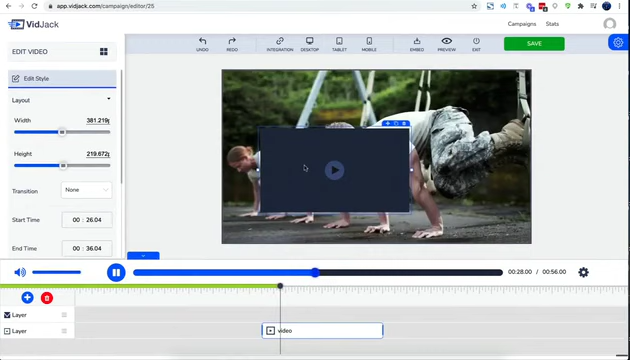 app.vidjack.com/campaign/editor/25
VidJack
Campaigns Stats
EDIT VIDEO
UNDO REDO INTEGRATION DESKTOP TABLET MOBILE EMBED PREVIEW EXIT SAVE
Edit Style
Layout
Width 381.219p
Height 219.672p
Transition None
Start Time 00 : 26.04
End Time 00 : 36.04
00:28.00 / 00:56.00
Layer
Layer video